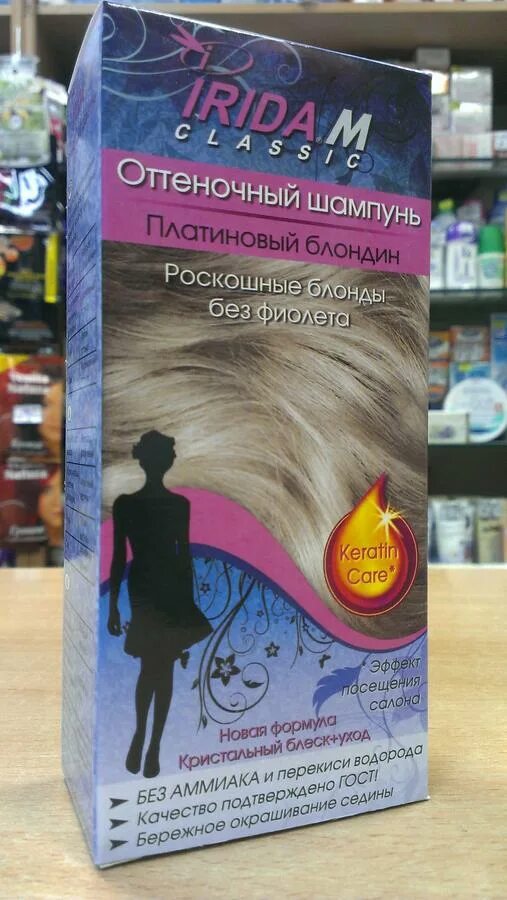 IRIDA M
CLASSIC
Оттеночный шампунь
Платиновый блондин
Роскошные блонды
без фиолета
Keratin
Care*
*Эффект
посещения
салона
Новая формула
Кристальный блеск+уход
БЕЗ АММИАКА и перекиси водорода
Качество подтверждено ГОСТ!
Бережное окрашивание седины